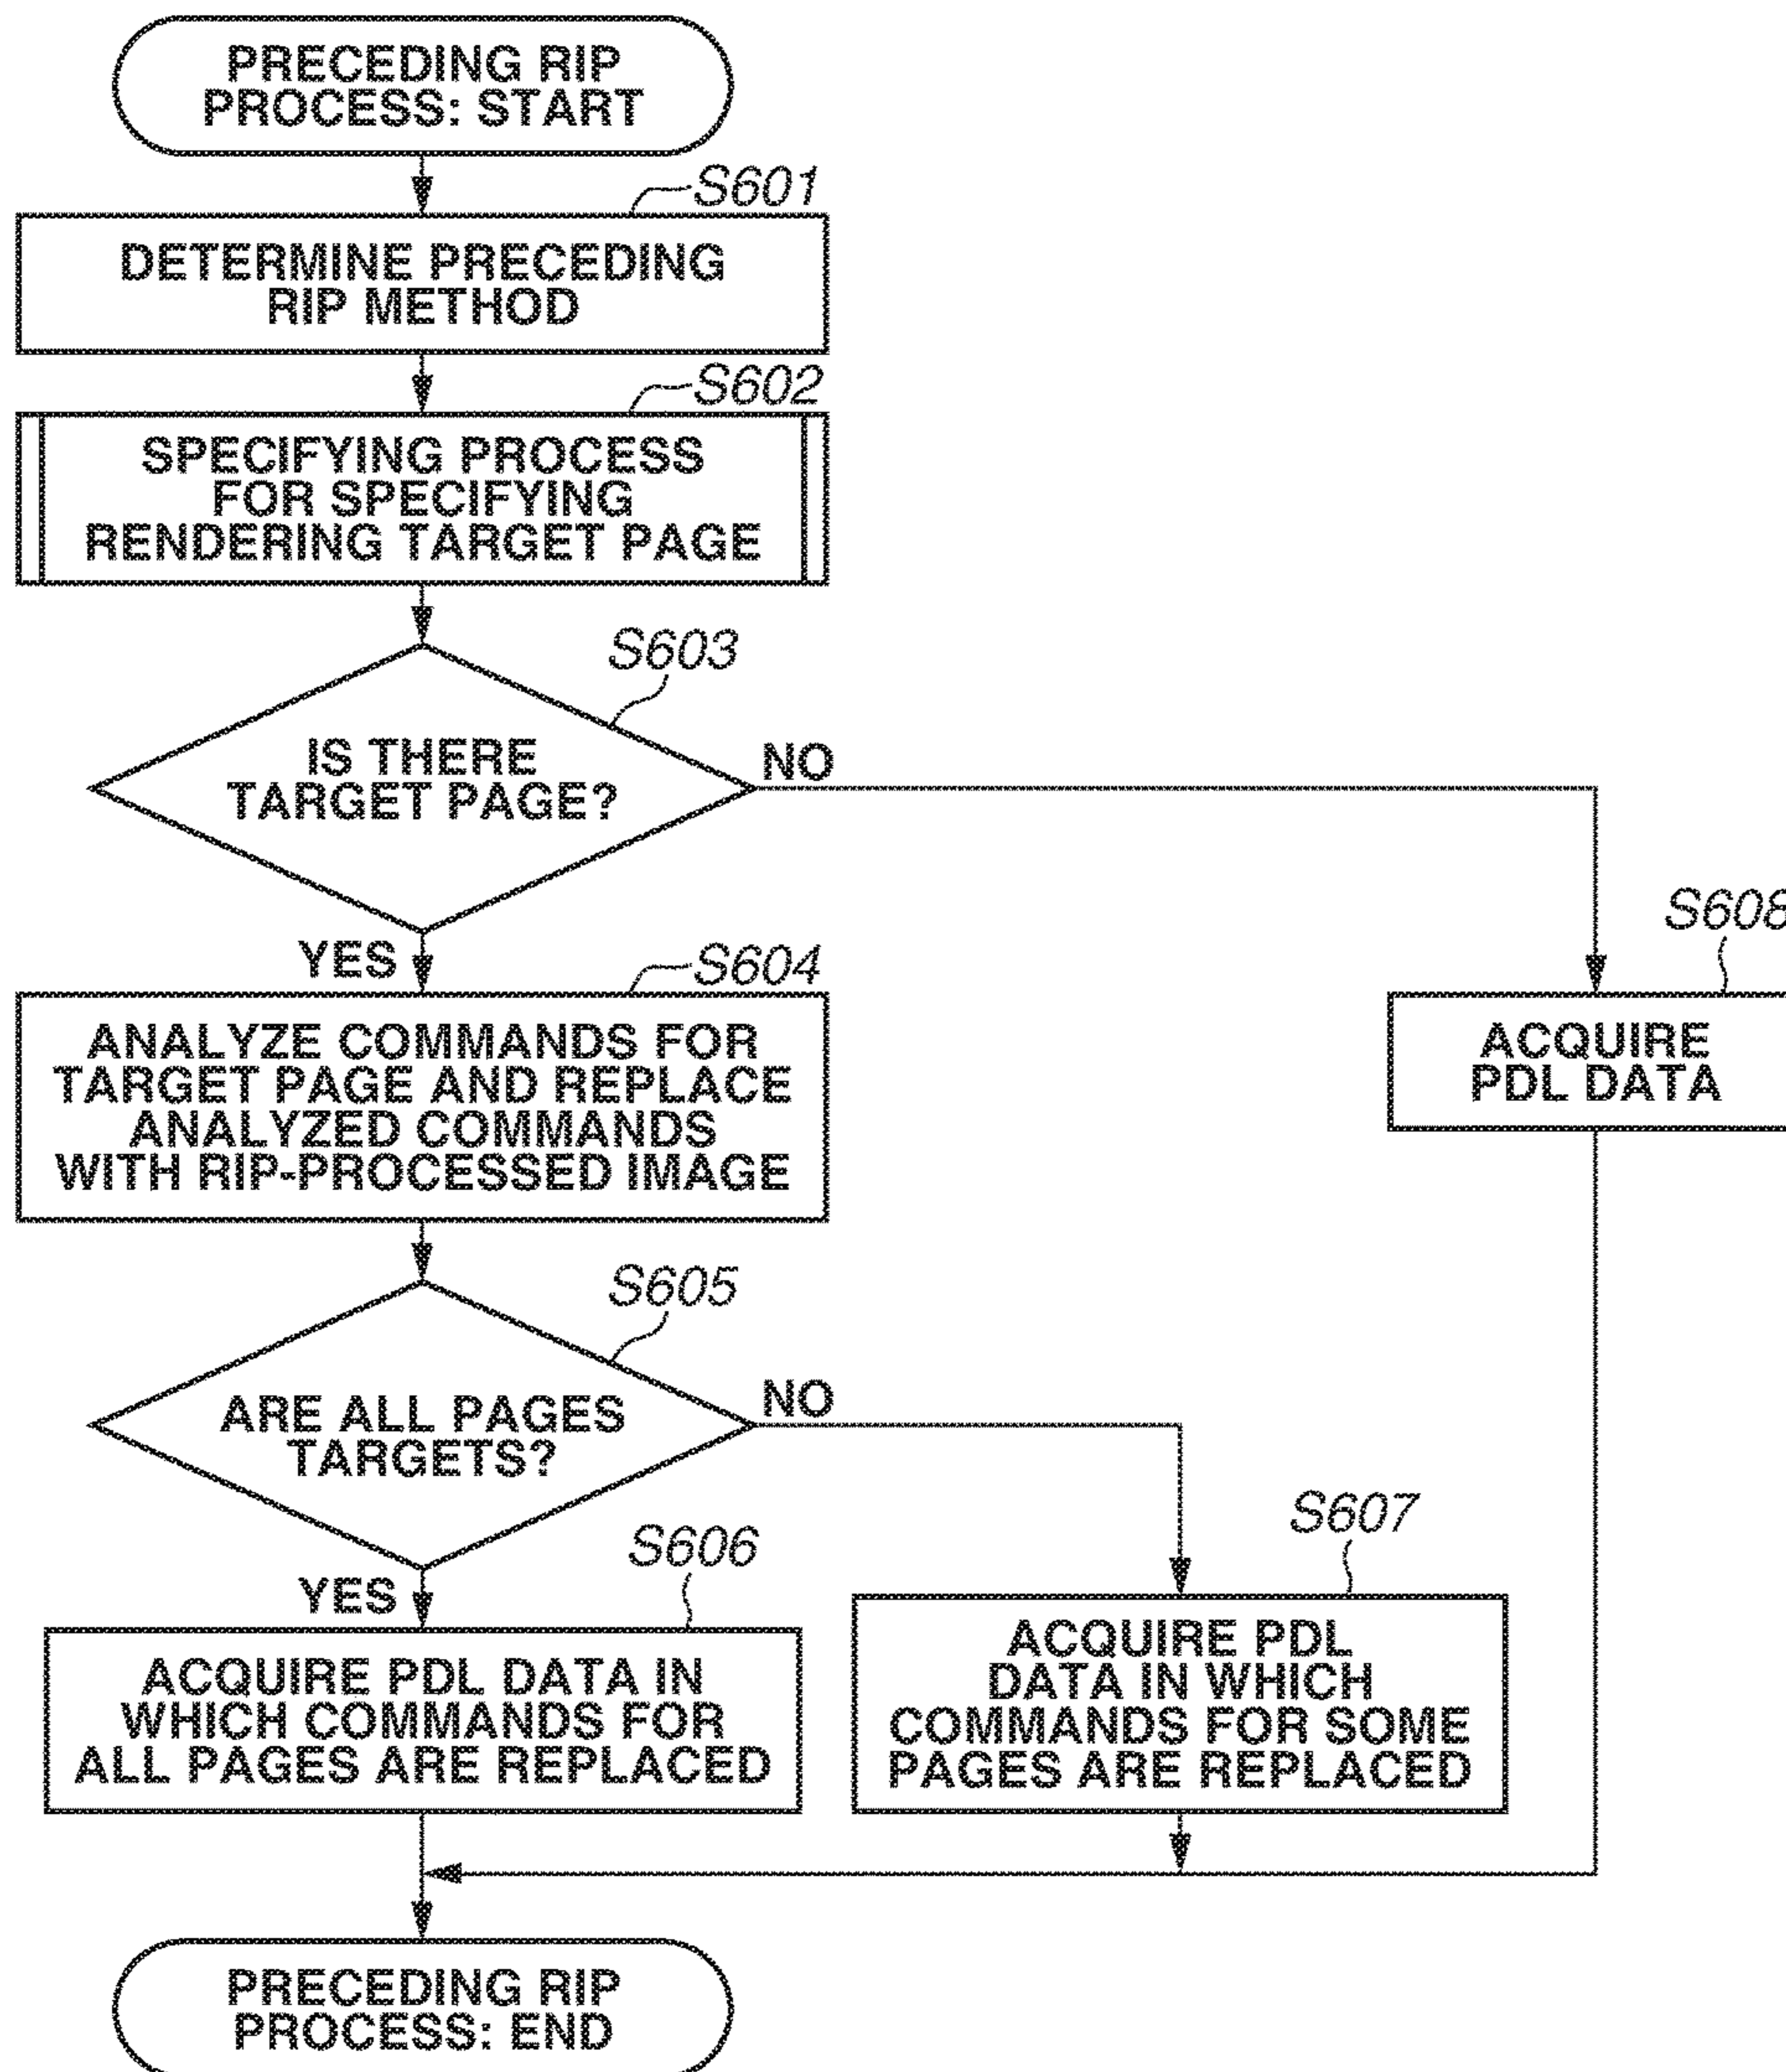 PRECEDING RIP
PROCESS: START
S601
DETERMINE PRECEDING
RIP METHOD
S602
SPECIFYING PROCESS
FOR SPECIFYING
RENDERING TARGET PAGE
S603
IS THERE
TARGET PAGE?
NO
YES
S604
ANALYZE COMMANDS FOR
TARGET PAGE AND REPLACE
ANALYZED COMMANDS
WITH RIP-PROCESSED IMAGE
S608
ACQUIRE
PDL DATA
S605
ARE ALL PAGES
TARGETS?
NO
YES
S606
ACQUIRE PDL DATA IN
WHICH COMMANDS FOR
ALL PAGES ARE REPLACED
S607
ACQUIRE PDL
DATA IN WHICH
COMMANDS FOR SOME
PAGES ARE REPLACED
PRECEDING RIP
PROCESS: END